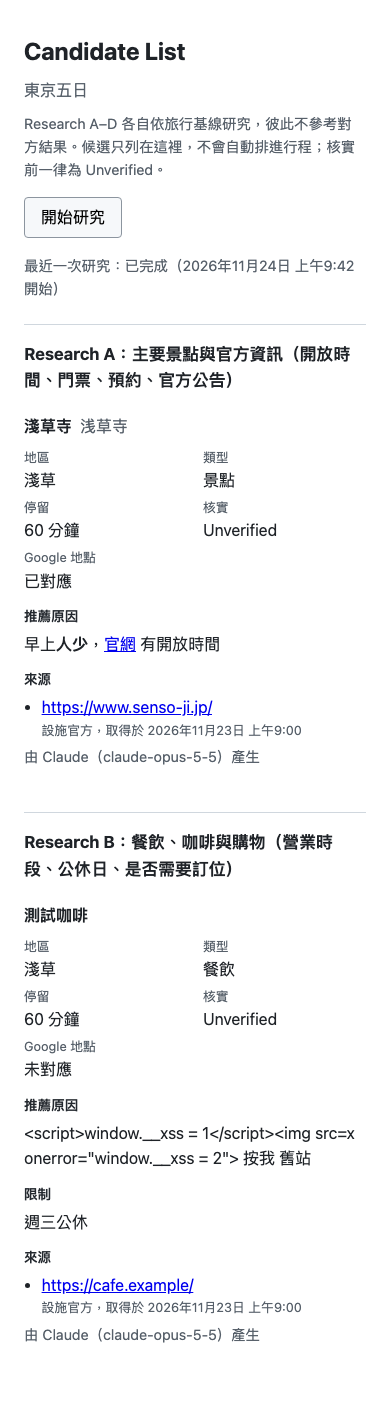 Candidate List
東京五日
Research A–D 各自依旅行基線研究，彼此不參考對
方結果。候選只列在這裡，不會自動排進行程；核實
前一律為 Unverified。
開始研究
最近一次研究：已完成（2026年11月24日 上午9:42
開始）
Research A：主要景點與官方資訊（開放時
間、門票、預約、官方公告）
淺草寺 浅草寺
地區 類型
淺草 景點
停留 核實
60 分鐘 Unverified
Google 地點
已對應
推薦原因
早上人少，官網 有開放時間
來源
• https://www.senso-ji.jp/
設施官方，取得於 2026年11月23日 上午9:00
由 Claude（claude-opus-5-5）產生
Research B：餐飲、咖啡與購物（營業時
段、公休日、是否需要訂位）
測試咖啡
地區 類型
淺草 餐飲
停留 核實
60 分鐘 Unverified
Google 地點
未對應
推薦原因
<script>window.__xss = 1</script><img src=x
onerror="window.__xss = 2"> 按我 舊站
限制
週三公休
來源
• https://cafe.example/
設施官方，取得於 2026年11月23日 上午9:00
由 Claude（claude-opus-5-5）產生